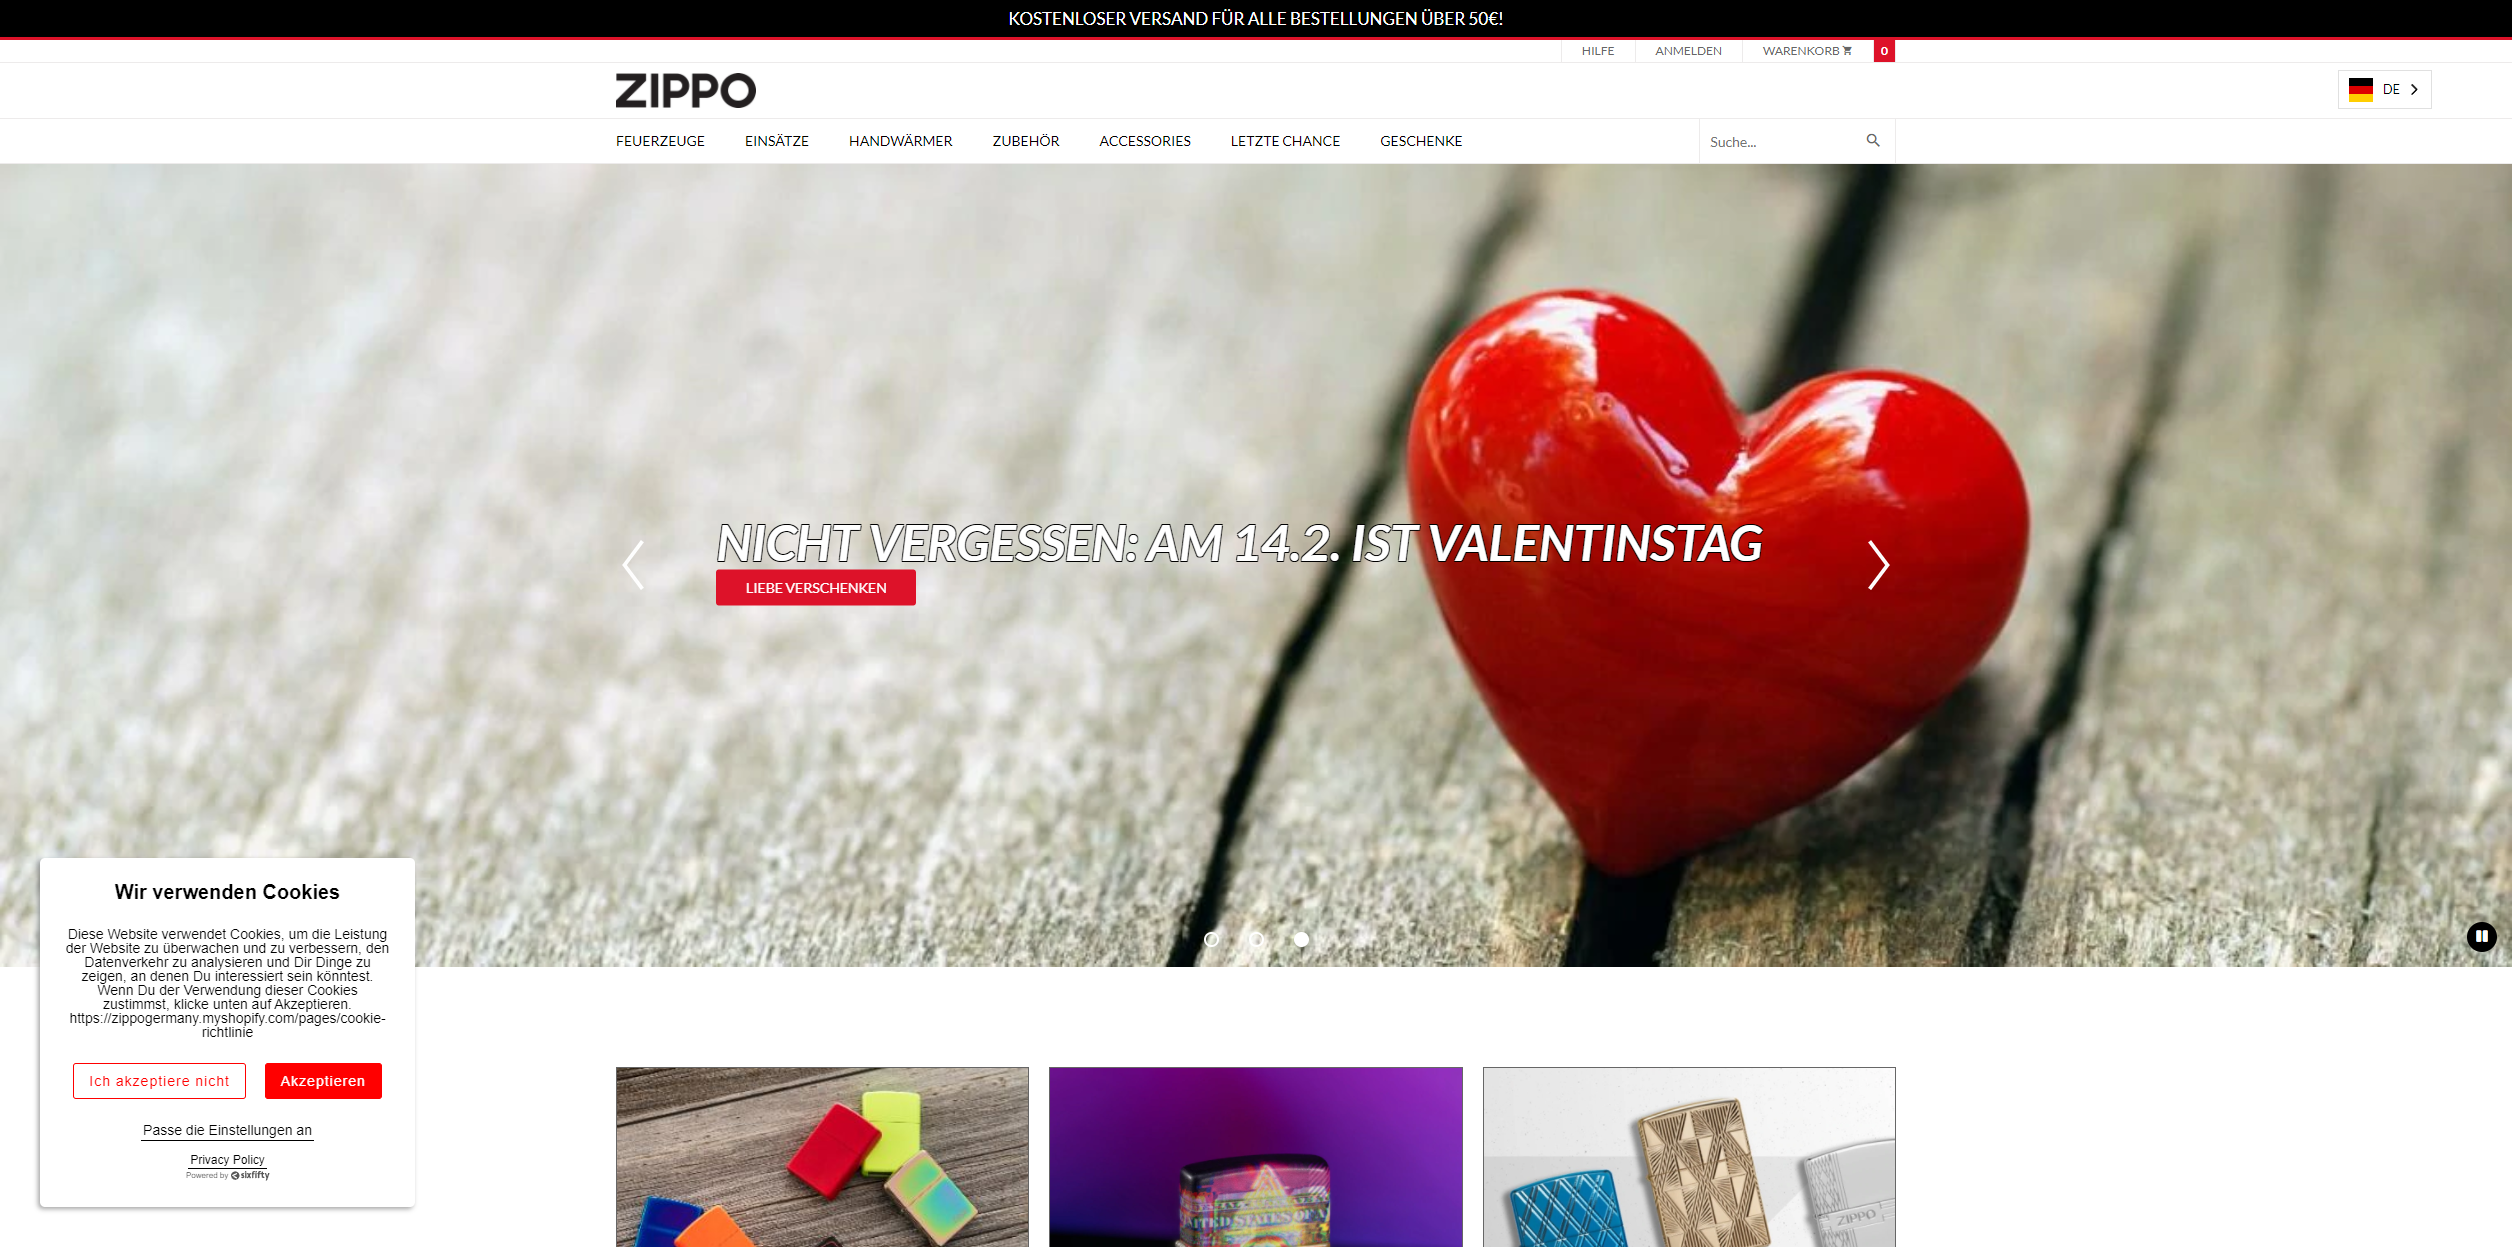 KOSTENLOSER VERSAND FÜR ALLE BESTELLUNGEN ÜBER 50€!
HILFE
ANMELDEN
WARENKORB
0
ZIPPO
DE
FEUERZEUGE
EINSÄTZE
HANDWÄRMER
ZUBEHÖR
ACCESSORIES
LETZTE CHANCE
GESCHENKE
Suche...
NICHT VERGESSEN: AM 14.2. IST VALENTINSTAG
LIEBE VERSCHENKEN
Wir verwenden Cookies
Diese Website verwendet Cookies, um die Leistung
der Website zu überwachen und zu verbessern, den
Datenverkehr zu analysieren und Dir Dinge zu
zeigen, an denen Du interessiert sein könntest.
Wenn Du der Verwendung dieser Cookies
zustimmst, klicke unten auf Akzeptieren.
https://zippogermany.myshopify.com/pages/cookie-
richtlinie
Ich akzeptiere nicht
Akzeptieren
Passe die Einstellungen an
Privacy Policy
Powered by sixfifty
UNITED STATES OF A
ZIPPO